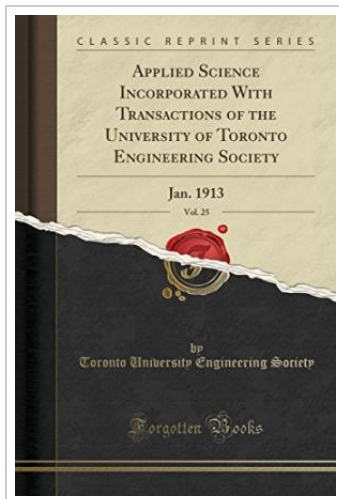 CLASSIC REPRINT SERIES
APPLIED SCIENCE
INCORPORATED WITH
TRANSACTIONS OF THE
UNIVERSITY OF TORONTO
ENGINEERING SOCIETY
Jan. 1913
Vol. 25
by
Toronto University Engineering Society
Forgotten Books